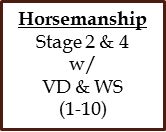 Horsemanship
Stage 2 & 4
w/
VD & WS
(1-10)